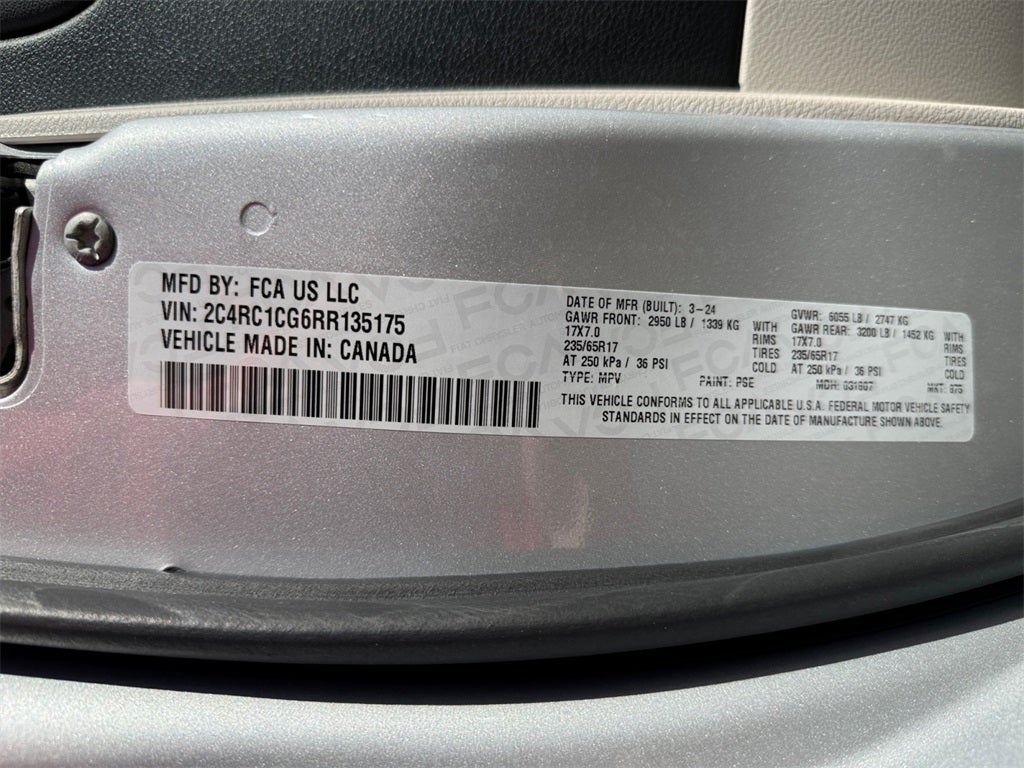 MFD BY: FCA US LLC
VIN: 2C4RC1CG6RR135175
VEHICLE MADE IN: CANADA
DATE OF MFR (BUILT): 3-24
GAWR FRONT: 2950 LB / 1339 KG WITH
17X7.0 RIMS
235/65R17 TIRES
AT 250 kPa / 36 PSI COLD
TYPE: MPV
GVWR: 6055 LB / 2747 KG
GAWR REAR: 3200 LB / 1452 KG WITH
17X7.0 RIMS
235/65R17 TIRES
AT 250 kPa / 36 PSI COLD
PAINT: PSE MDH: MKT: 875
THIS VEHICLE CONFORMS TO ALL APPLICABLE U.S.A. FEDERAL MOTOR VEHICLE SAFETY
STANDARDS IN EFFECT ON THE DATE OF MANUFACTURE SHOWN ABOVE.